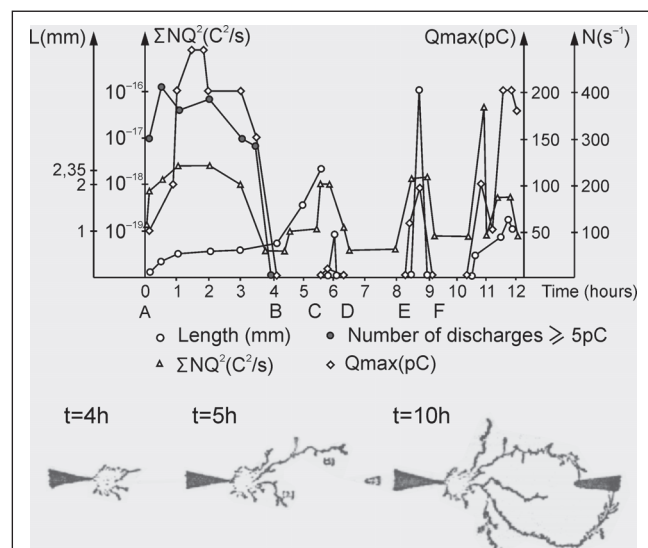 L(mm) ΣNQ²(C²/s) Qmax(pC) N(s⁻¹)
10⁻¹⁶ 200 400
10⁻¹⁷ 150 300
2,35
2 10⁻¹⁸ 100 200
1 10⁻¹⁹ 50 100
0 1 2 3 4 5 6 7 8 9 10 11 12 Time (hours)
A B C D E F
Length (mm) Number of discharges ⩾ 5pC
ΣNQ²(C²/s) Qmax(pC)
t=4h t=5h t=10h